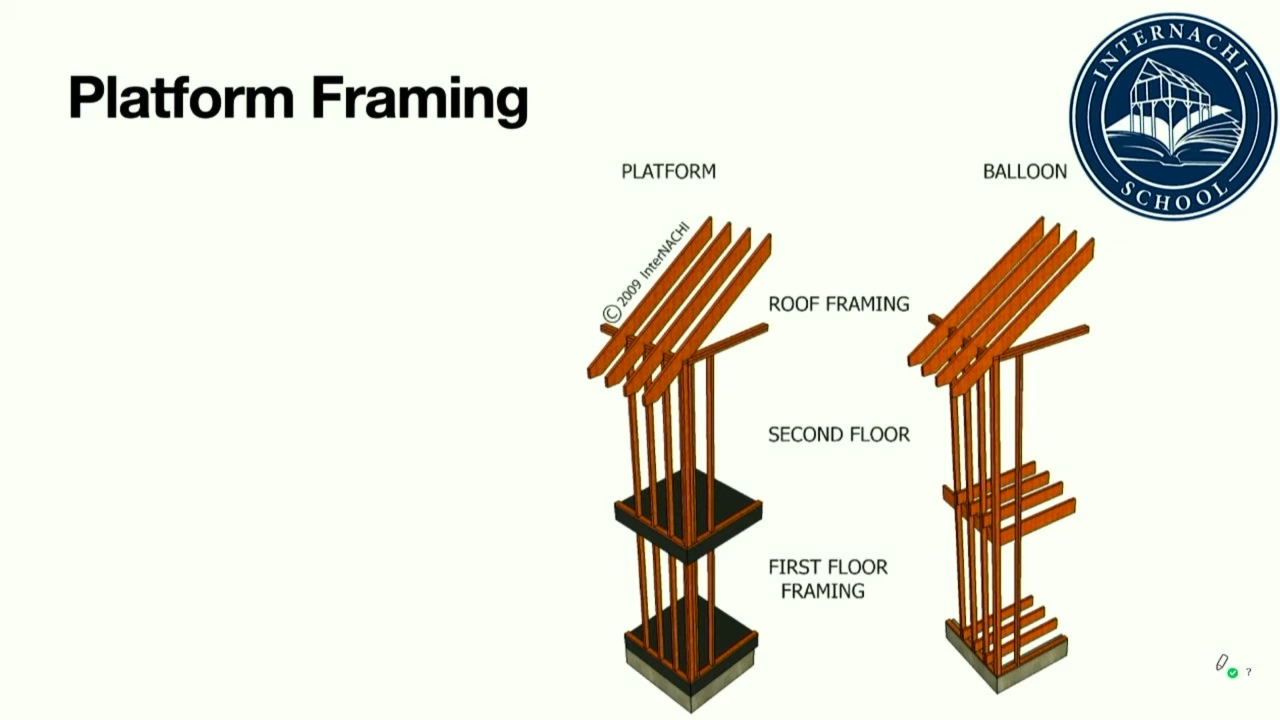 Platform Framing
INTERNACHI
SCHOOL
PLATFORM
BALLOON
© 2009 InterNACHI
ROOF FRAMING
SECOND FLOOR
FIRST FLOOR
FRAMING
?